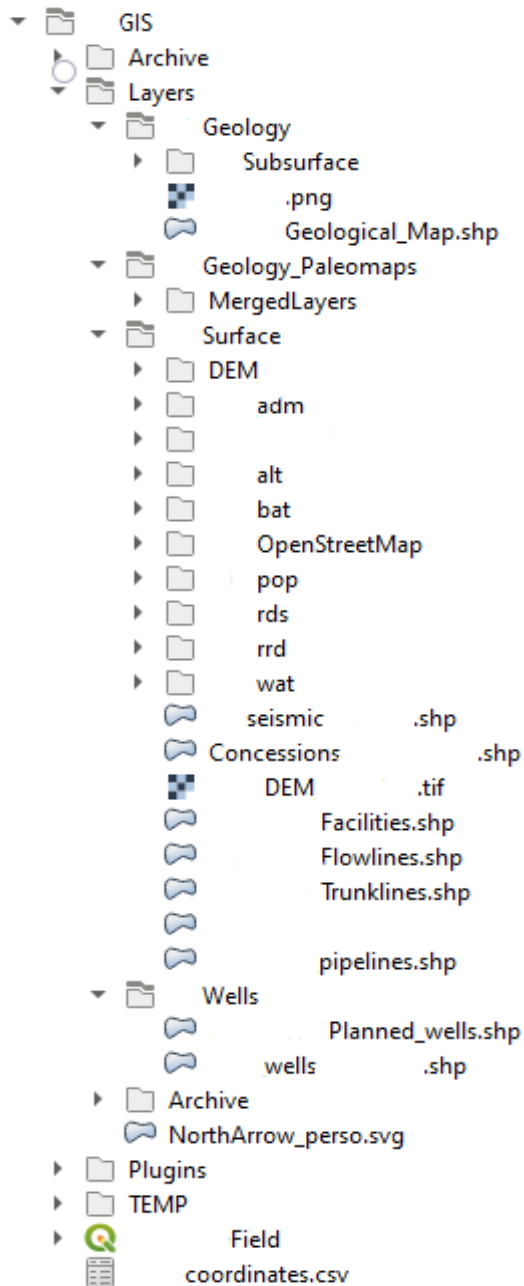 GIS
Archive
Layers
Geology
Subsurface
.png
Geological_Map.shp
Geology_Paleomaps
MergedLayers
Surface
DEM
adm
alt
bat
OpenStreetMap
pop
rds
rrd
wat
seismic .shp
Concessions .shp
DEM .tif
Facilities.shp
Flowlines.shp
Trunklines.shp
pipelines.shp
Wells
Planned_wells.shp
wells .shp
Archive
NorthArrow_perso.svg
Plugins
TEMP
Field
coordinates.csv